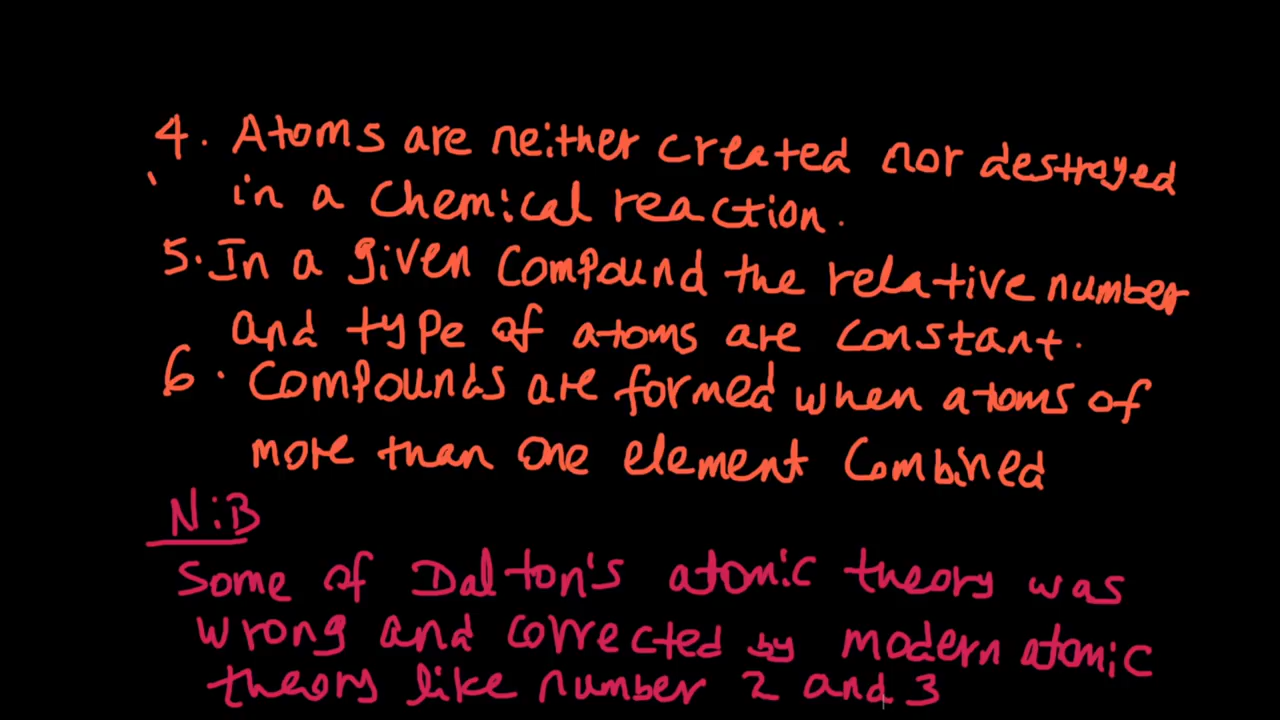 4. Atoms are neither created nor destroyed
in a Chemical reaction.
5. In a given Compound the relative number
and type of atoms are constant.
6. Compounds are formed when atoms of
more than one element Combined
N:B
Some of Dalton's atomic theory was
wrong and corrected by modern atomic
theory like number 2 and 3